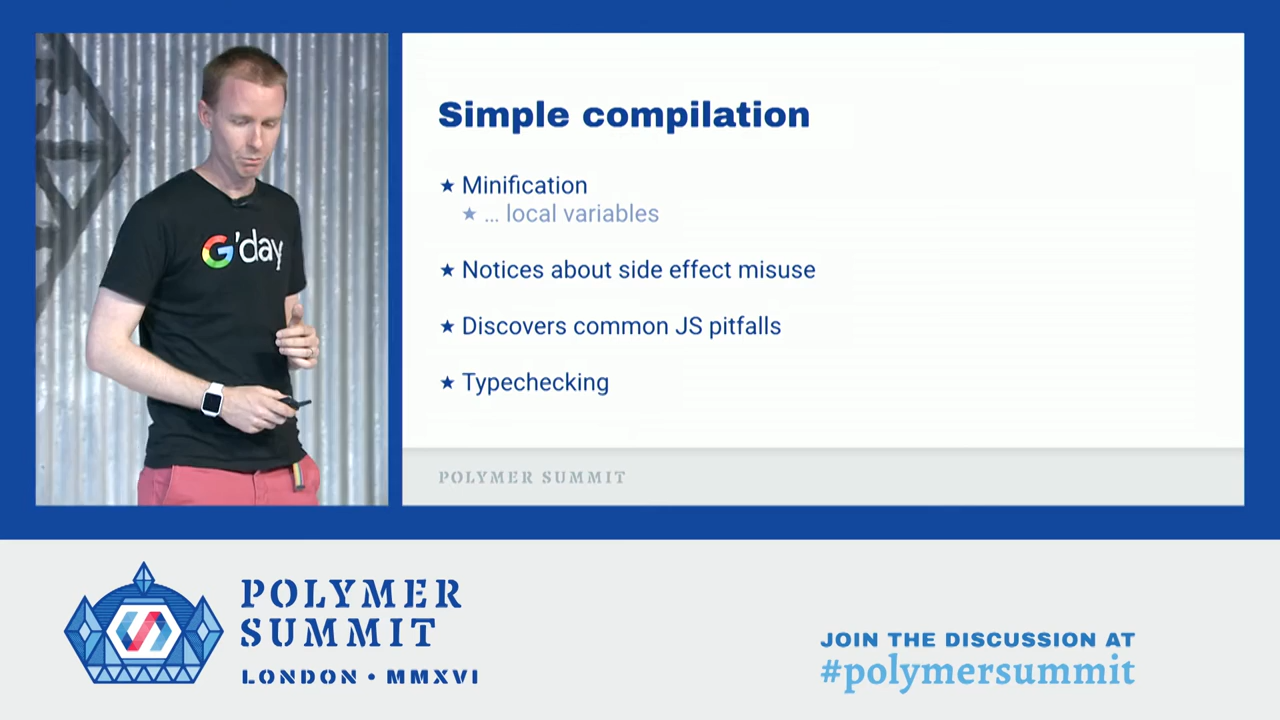 G'day
Simple compilation
★ Minification
★ ... local variables
★ Notices about side effect misuse
★ Discovers common JS pitfalls
★ Typechecking
POLYMER SUMMIT
POLYMER
SUMMIT
LONDON • MMXVI
JOIN THE DISCUSSION AT
#polymersummit